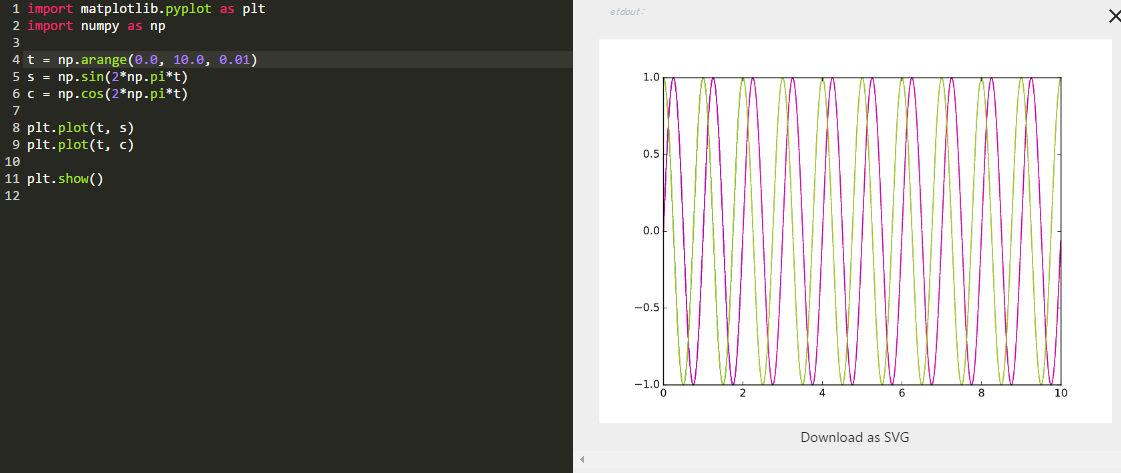 1 import matplotlib.pyplot as plt
2 import numpy as np
3
4 t = np.arange(0.0, 10.0, 0.01)
5 s = np.sin(2*np.pi*t)
6 c = np.cos(2*np.pi*t)
7
8 plt.plot(t, s)
9 plt.plot(t, c)
10
11 plt.show()
12
stdout:
1.0
0.5
0.0
−0.5
−1.0
0 2 4 6 8 10
Download as SVG